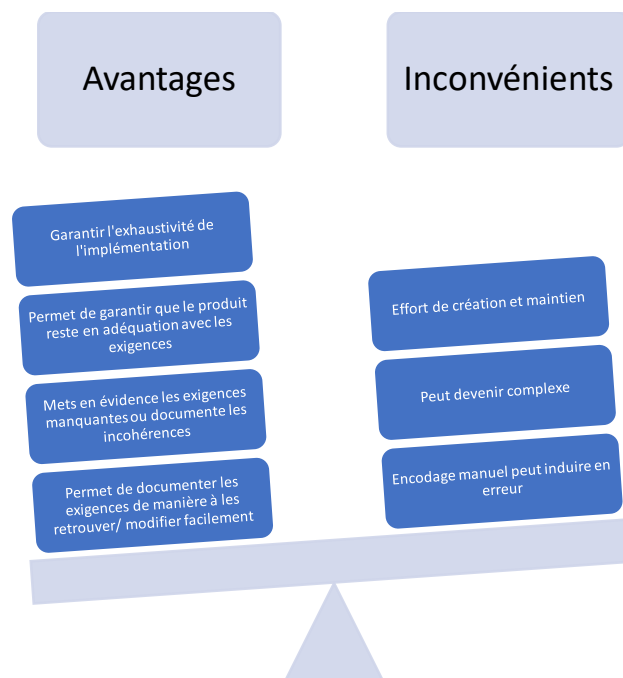 Avantages
Inconvénients
Garantir l'exhaustivité de
l'implémentation
Permet de garantir que le produit
reste en adéquation avec les
exigences
Mets en évidence les exigences
manquantes ou documente les
incohérences
Permet de documenter les
exigences de manière à les
retrouver/ modifier facilement
Effort de création et maintien
Peut devenir complexe
Encodage manuel peut induire en
erreur